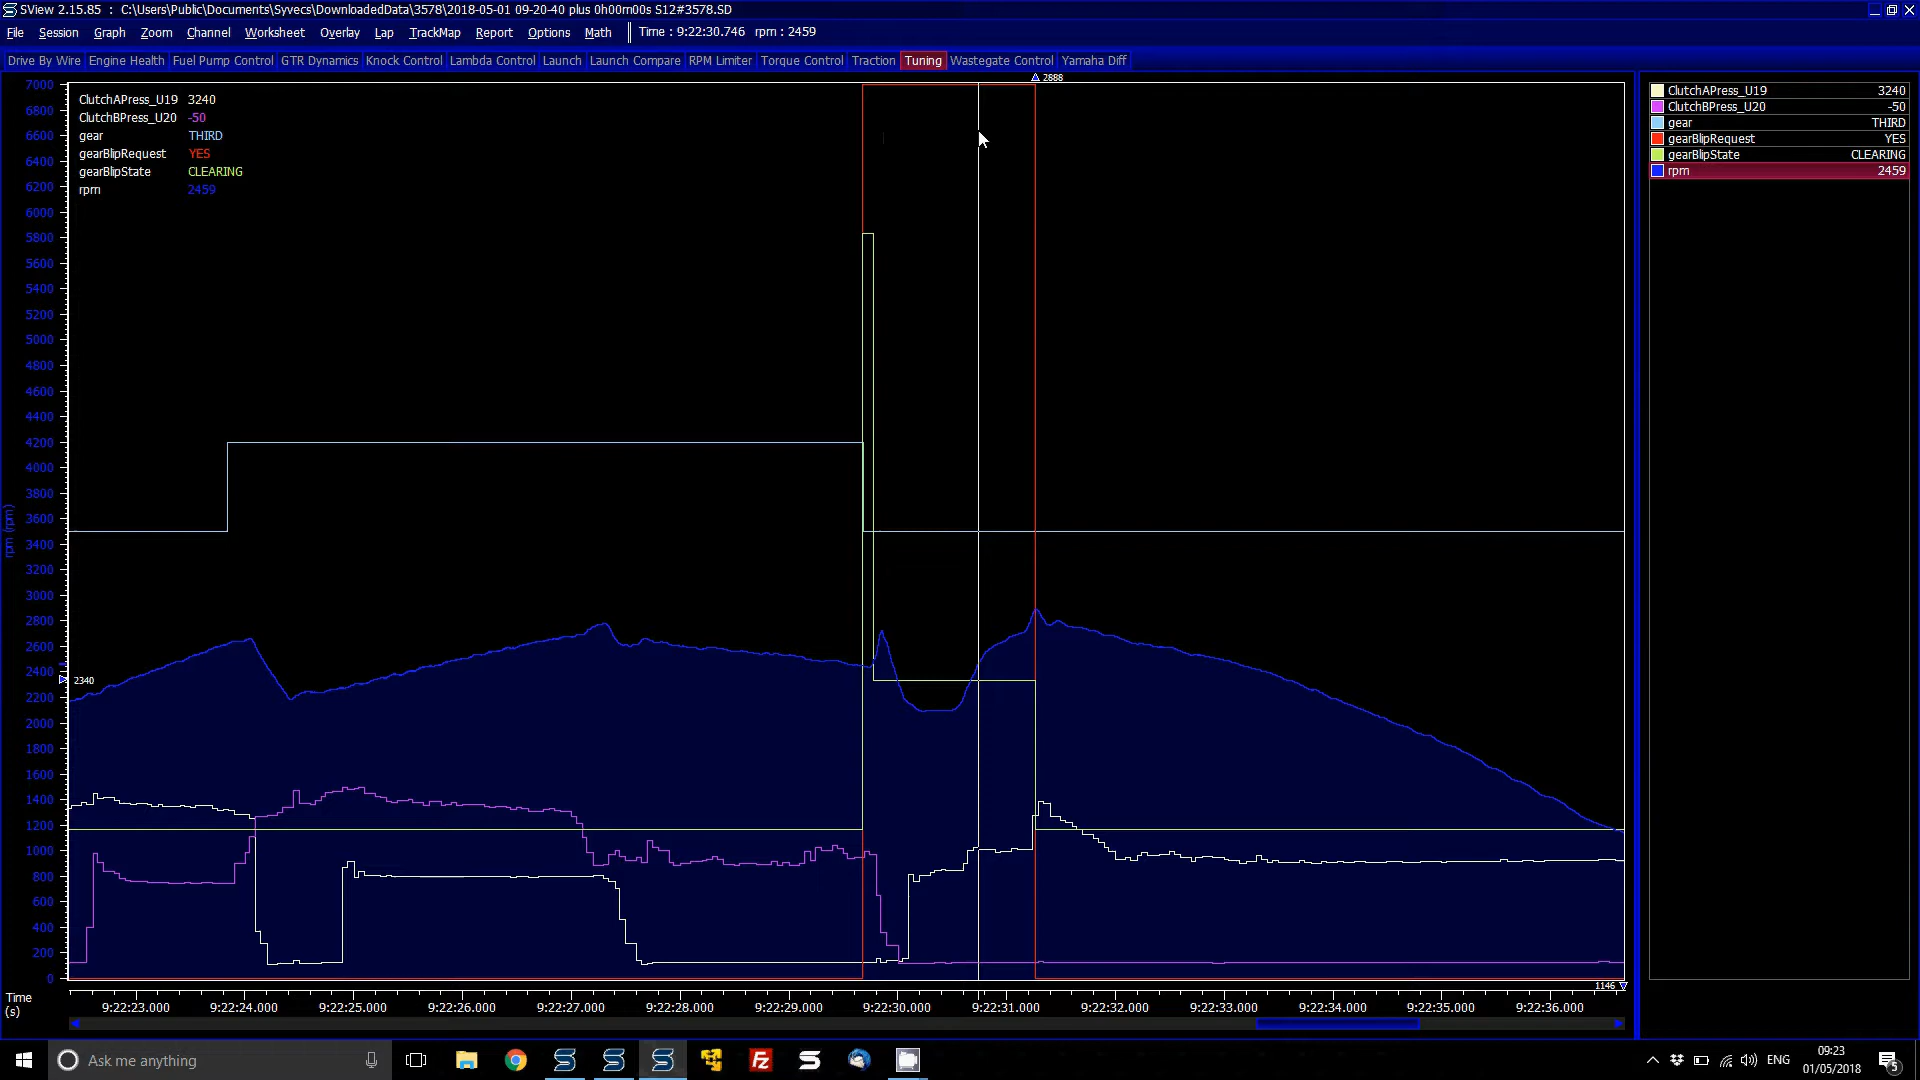 SView 2.15.85 : C:\Users\Public\Documents\Syvecs\DownloadedData\3578\2018-05-01 09-20-40 plus 0h00m00s S12#3578.SD
File Session Graph Zoom Channel Worksheet Overlay Lap TrackMap Report Options Math Time : 9:22:30.746 rpm : 2459
Drive By Wire Engine Health Fuel Pump Control GTR Dynamics Knock Control Lambda Control Launch Launch Compare RPM Limiter Torque Control Traction Tuning Wastegate Control Yamaha Diff
2888
7000
6800
6600
6400
6200
6000
5800
5600
5400
5200
5000
4800
4600
4400
4200
4000
3800
3600
3400
3200
3000
2800
2600
2400
2200
2000
1800
1600
1400
1200
1000
800
600
400
200
0
rpm (rpm)
ClutchAPress_U19 3240
ClutchBPress_U20 -50
gear THIRD
gearBlipRequest YES
gearBlipState CLEARING
rpm 2459
2340
1146
ClutchAPress_U19 3240
ClutchBPress_U20 -50
gear THIRD
gearBlipRequest YES
gearBlipState CLEARING
rpm 2459
Time
(s)
9:22:23.000 9:22:24.000 9:22:25.000 9:22:26.000 9:22:27.000 9:22:28.000 9:22:29.000 9:22:30.000 9:22:31.000 9:22:32.000 9:22:33.000 9:22:34.000 9:22:35.000 9:22:36.000
Ask me anything
Fz
ENG
09:23
01/05/2018
5